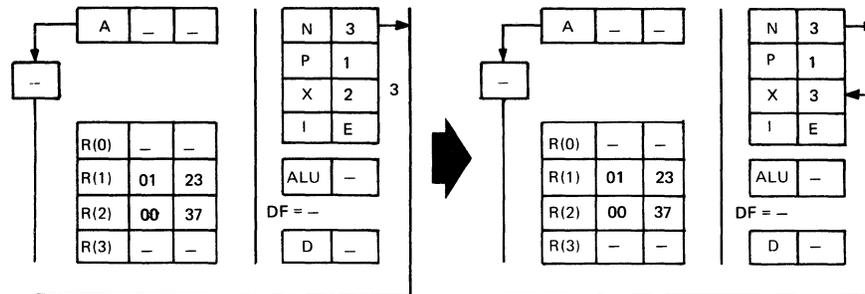 A – –
N 3
–
P 1
X 2
3
I E
R(0) – –
R(1) 01 23
ALU –
R(2) 00 37
DF = –
R(3) – –
D –
A – –
N 3
–
P 1
X 3
I E
R(0) – –
R(1) 01 23
ALU –
R(2) 00 37
DF = –
R(3) – –
D –